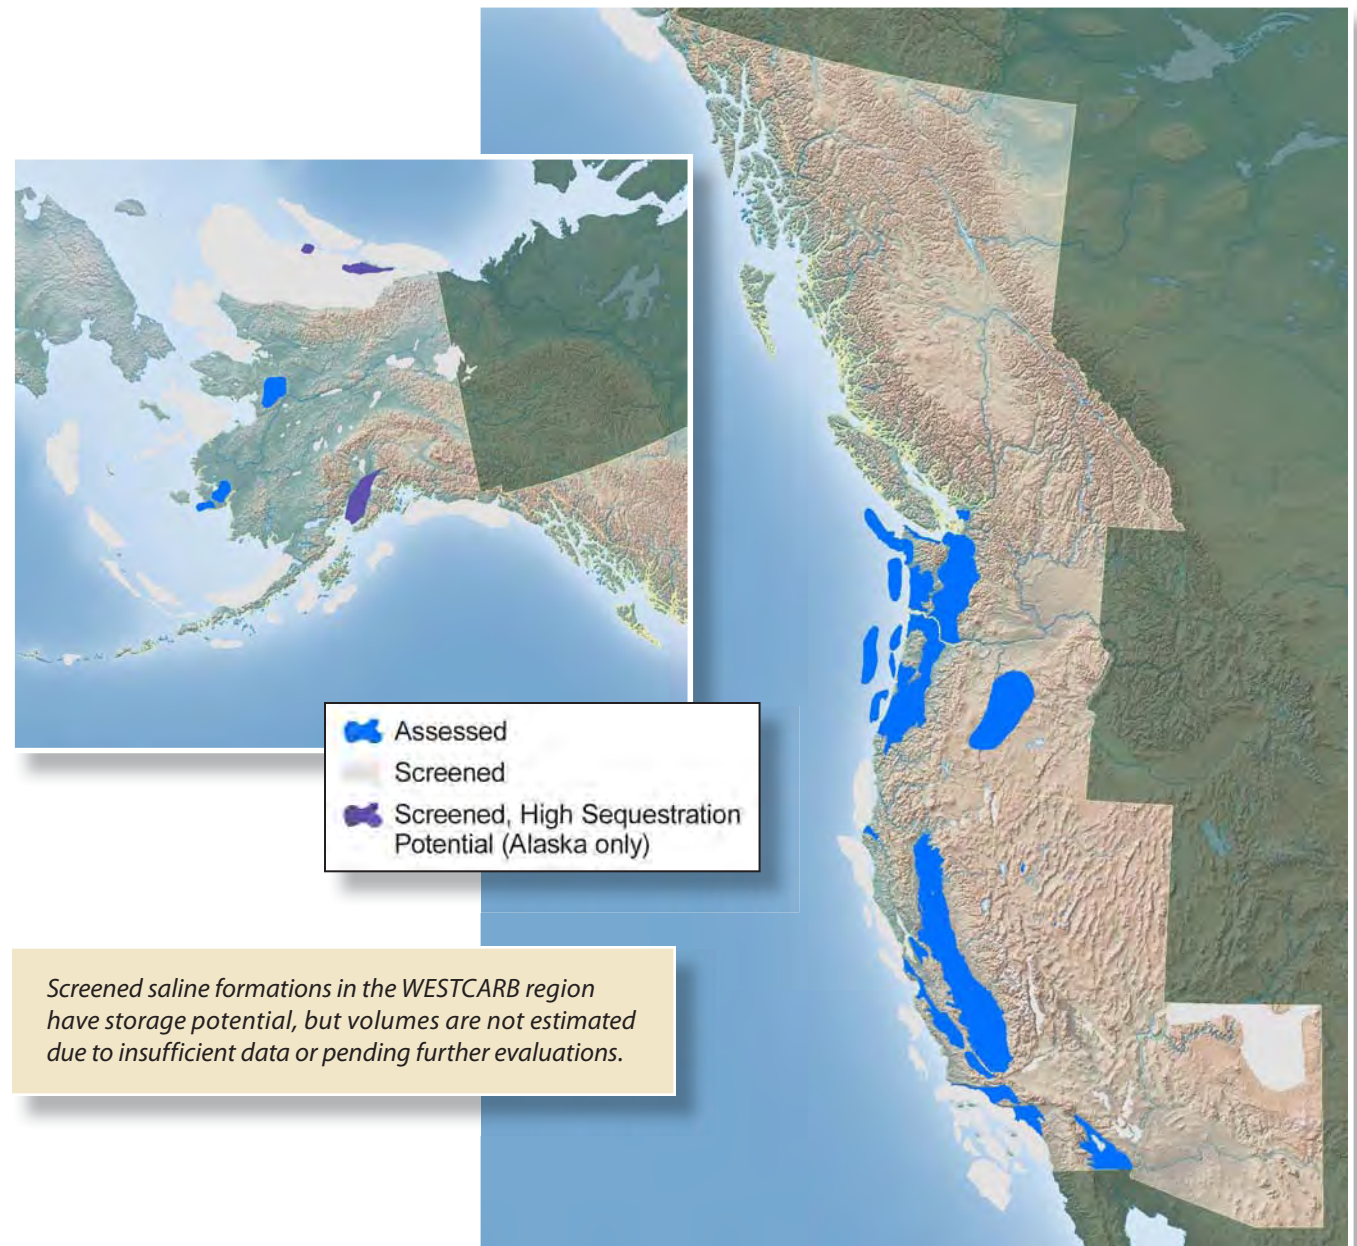 Assessed
Screened
Screened, High Sequestration
Potential (Alaska only)
Screened saline formations in the WESTCARB region
have storage potential, but volumes are not estimated
due to insufficient data or pending further evaluations.